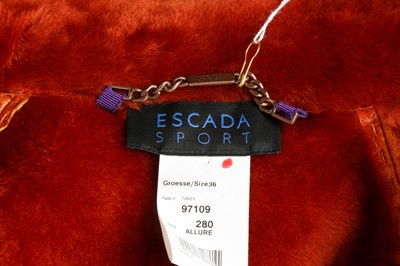 ESCADA
SPORT
Groesse/Size36
97109
280
ALLURE